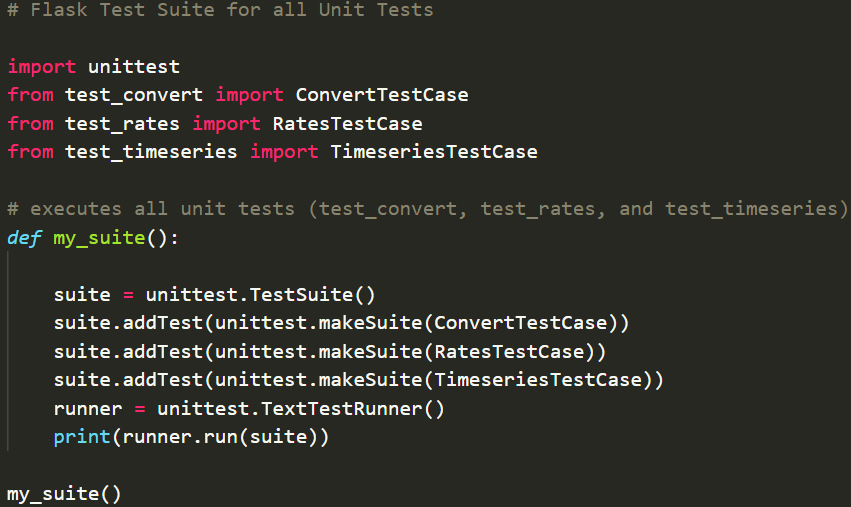 # Flask Test Suite for all Unit Tests
import unittest
from test_convert import ConvertTestCase
from test_rates import RatesTestCase
from test_timeseries import TimeseriesTestCase
# executes all unit tests (test_convert, test_rates, and test_timeseries)
def my_suite():
    suite = unittest.TestSuite()
    suite.addTest(unittest.makeSuite(ConvertTestCase))
    suite.addTest(unittest.makeSuite(RatesTestCase))
    suite.addTest(unittest.makeSuite(TimeseriesTestCase))
    runner = unittest.TextTestRunner()
    print(runner.run(suite))
my_suite()